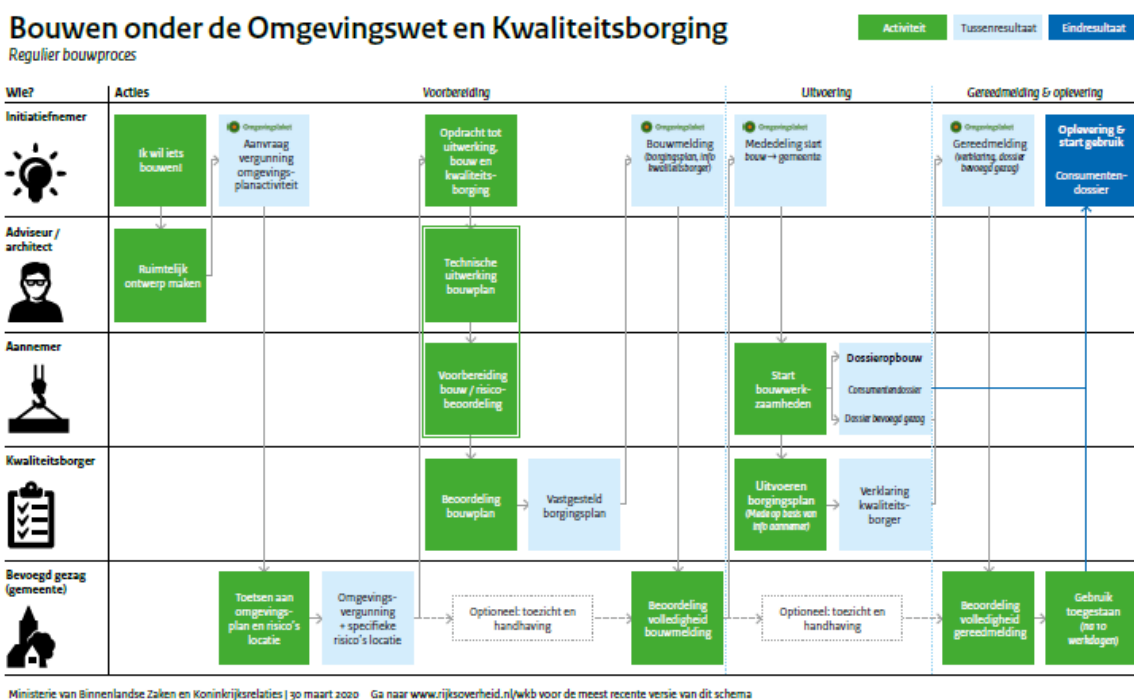 Bouwen onder de Omgevingswet en Kwaliteitsborging
Regulier bouwproces
Activiteit
Tussenresultaat
Eindresultaat
Wie?
Acties
Voorbereiding
Uitvoering
Gereedmelding & oplevering
Initiatiefnemer
Ik wil iets
bouwen!
Omgevingsloket
Aanvraag
vergunning
omgevings-
planactiviteit
Opdracht tot
uitwerking,
bouw en
kwaliteits-
borging
Omgevingsloket
Bouwmelding
(borgingsplan, info
kwaliteitsborger)
Omgevingsloket
Mededeling start
bouw → gemeente
Omgevingsloket
Gereedmelding
(verklaring, dossier
bevoegd gezag)
Oplevering &
start gebruik
Consumenten-
dossier
Adviseur /
architect
Ruimtelijk
ontwerp maken
Technische
uitwerking
bouwplan
Aannemer
Voorbereiding
bouw / risico-
beoordeling
Start
bouwwerk-
zaamheden
Dossieropbouw
Consumentendossier
Dossier bevoegd gezag
Kwaliteitsborger
Beoordeling
bouwplan
Vastgesteld
borgingsplan
Uitvoeren
borgingsplan
(Mede op basis van
info aannemer)
Verklaring
kwaliteits-
borger
Bevoegd gezag
(gemeente)
Toetsen aan
omgevings-
plan en risico's
locatie
Omgevings-
vergunning
+ specifieke
risico's locatie
Optioneel: toezicht en
handhaving
Beoordeling
volledigheid
bouwmelding
Optioneel: toezicht en
handhaving
Beoordeling
volledigheid
gereedmelding
Gebruik
toegestaan
(na 10
werkdagen)
Ministerie van Binnenlandse Zaken en Koninkrijksrelaties | 30 maart 2020 Ga naar www.rijksoverheid.nl/wkb voor de meest recente versie van dit schema